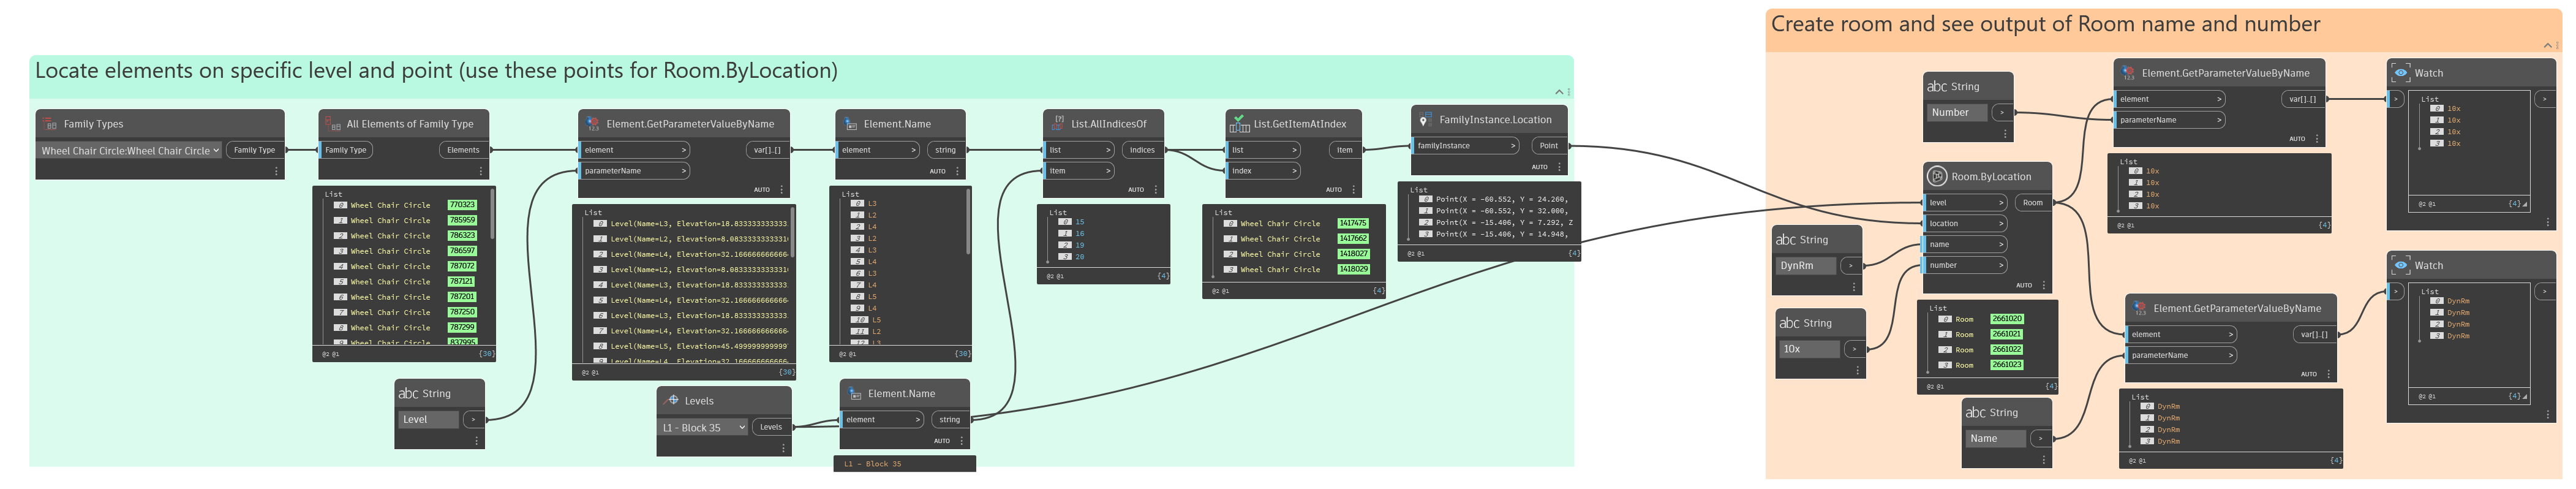 Locate elements on specific level and point (use these points for Room.ByLocation)
Family Types
Wheel Chair Circle:Wheel Chair Circle
Family Type
All Elements of Family Type
Family Type
Elements
List
0 Wheel Chair Circle 770323
1 Wheel Chair Circle 785959
2 Wheel Chair Circle 786323
3 Wheel Chair Circle 786597
4 Wheel Chair Circle 787072
5 Wheel Chair Circle 787121
6 Wheel Chair Circle 787201
7 Wheel Chair Circle 787250
8 Wheel Chair Circle 787299
9 Wheel Chair Circle 837995
@2 @1 {30}
abc String
Level >
Element.GetParameterValueByName
element >
var[]..[]
parameterName >
AUTO
List
0 Level(Name=L3, Elevation=18.8333333333333
1 Level(Name=L2, Elevation=8.08333333333310
2 Level(Name=L4, Elevation=32.1666666666664
3 Level(Name=L2, Elevation=8.08333333333310
4 Level(Name=L3, Elevation=18.8333333333333
5 Level(Name=L4, Elevation=32.1666666666664
6 Level(Name=L3, Elevation=18.8333333333333
7 Level(Name=L4, Elevation=32.1666666666664
8 Level(Name=L5, Elevation=45.4999999999997
9 Level(Name=L4, Elevation=32.1666666666664
@2 @1 {30}
Levels
L1 - Block 35
Levels
Element.Name
element >
string
AUTO
List
0 L3
1 L2
2 L4
3 L2
4 L3
5 L4
6 L3
7 L4
8 L5
9 L4
10 L5
11 L2
12 L3
@2 @1 {30}
Element.Name
element >
string
AUTO
L1 - Block 35
List.AllIndicesOf
list >
indices
item >
AUTO
List
0 15
1 16
2 19
3 20
@2 @1 {4}
List.GetItemAtIndex
list >
item
index >
AUTO
List
0 Wheel Chair Circle 1417475
1 Wheel Chair Circle 1417662
2 Wheel Chair Circle 1418027
3 Wheel Chair Circle 1418029
@2 @1 {4}
FamilyInstance.Location
familyInstance >
Point
AUTO
List
0 Point(X = -60.552, Y = 24.260,
1 Point(X = -60.552, Y = 32.000,
2 Point(X = -15.406, Y = 7.292, Z
3 Point(X = -15.406, Y = 14.948,
@2 @1 {4}
Create room and see output of Room name and number
abc String
DynRm >
abc String
10x >
abc String
Number >
Room.ByLocation
level >
Room
location >
name >
number >
AUTO
List
0 Room 2661020
1 Room 2661021
2 Room 2661022
3 Room 2661023
@2 @1 {4}
abc String
Name >
Element.GetParameterValueByName
element >
var[]..[]
parameterName >
AUTO
List
0 10x
1 10x
2 10x
3 10x
@2 @1 {4}
Element.GetParameterValueByName
element >
var[]..[]
parameterName >
AUTO
List
0 DynRm
1 DynRm
2 DynRm
3 DynRm
@2 @1 {4}
Watch
> >
List
0 10x
1 10x
2 10x
3 10x
@2 @1 {4}
Watch
> >
List
0 DynRm
1 DynRm
2 DynRm
3 DynRm
@2 @1 {4}